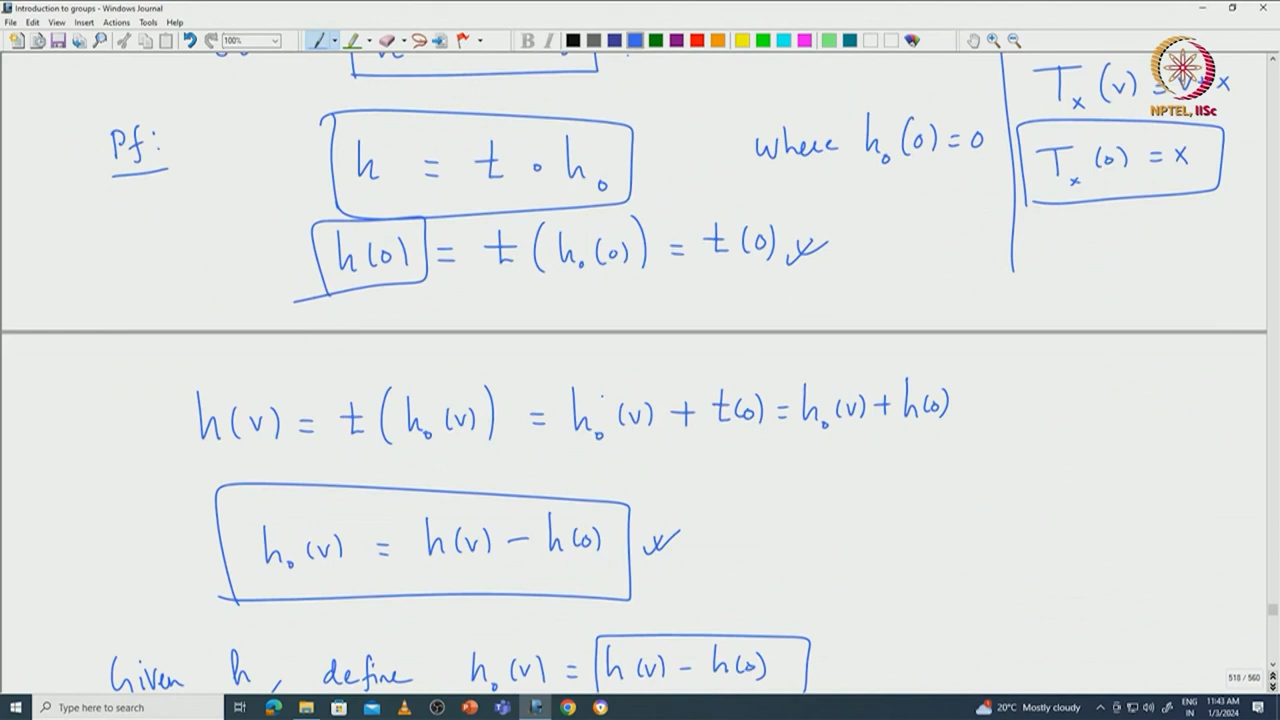 Introduction to groups - Windows Journal
File Edit View Insert Actions Tools Help
100%
B I
T_x (v) = v + x
NPTEL, IISc
Pf:
h = t ∘ h_0
where h_0(0) = 0
T_x (0) = x
h(0) = t(h_0(0)) = t(0)
h(v) = t(h_0(v)) = h_0(v) + t(0) = h_0(v) + h(0)
h_0(v) = h(v) - h(0)
Given h, define h_0(v) = h(v) - h(0)
518 / 560
Type here to search
20°C Mostly cloudy
ENG
IN
11:43 AM
1/3/2024